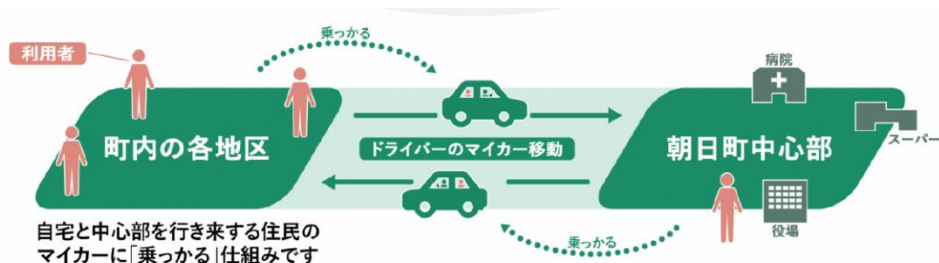 利用者
乗っかる
病院
町内の各地区
ドライバーのマイカー移動
朝日町中心部
スーパー
役場
乗っかる
自宅と中心部を行き来する住民の
マイカーに「乗っかる」仕組みです